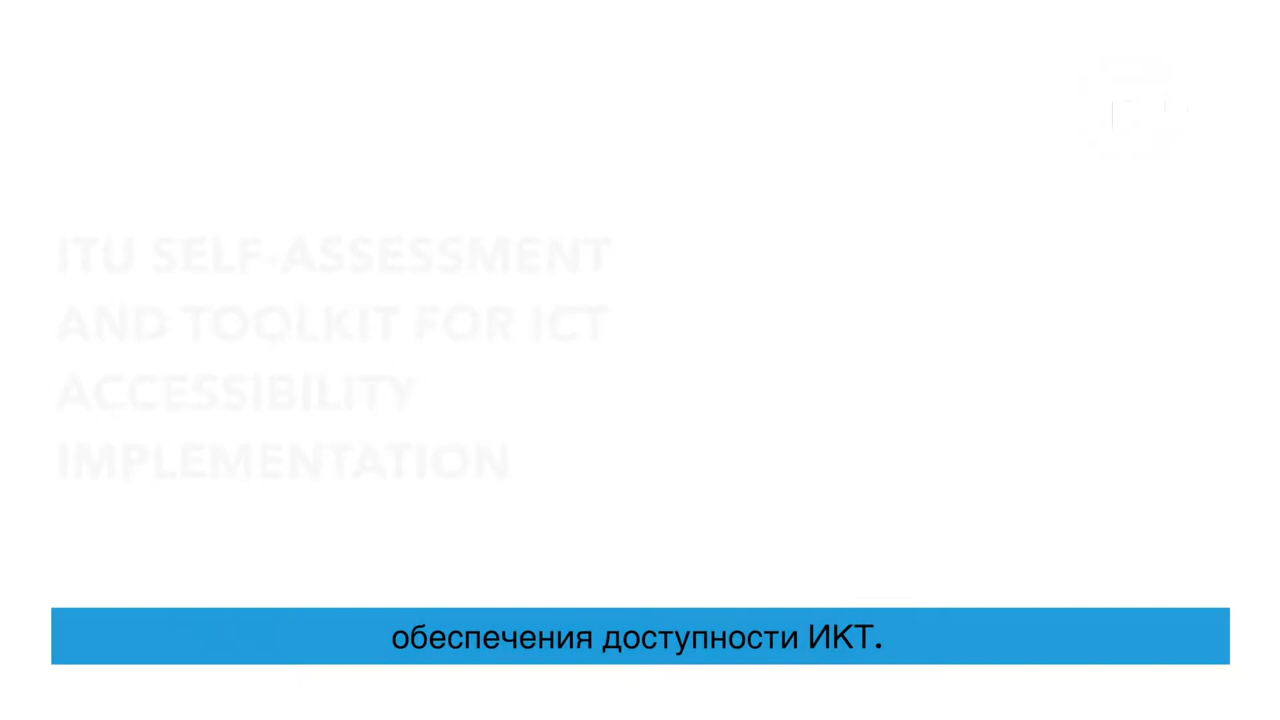 ITU SELF-ASSESSMENT
AND TOOLKIT FOR ICT
ACCESSIBILITY
IMPLEMENTATION
обеспечения доступности ИКТ.